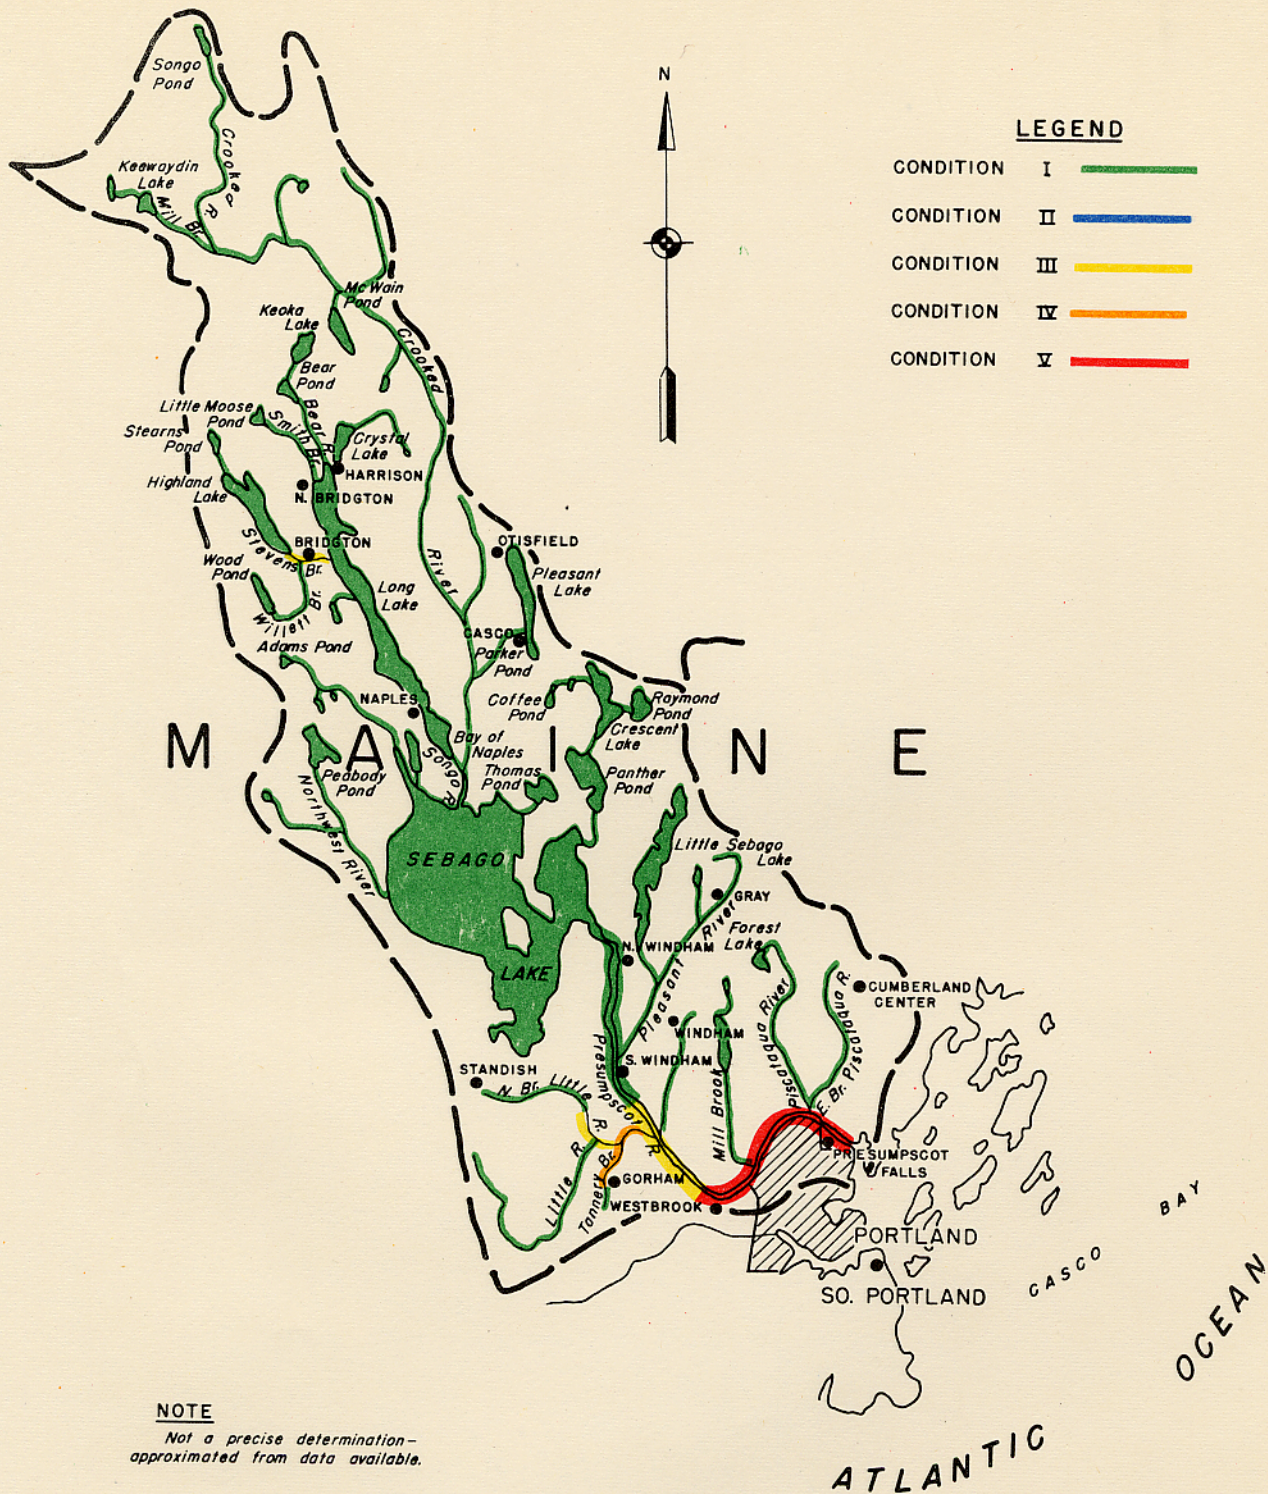 Songo
Pond
N
LEGEND
CONDITION I
CONDITION II
CONDITION III
CONDITION IV
CONDITION V
Crooked
R.
Keewaydin
Lake
Mill Br.
Mc Wain
Pond
Keoka
Lake
Crooked
Bear
Pond
Bear R.
Little Moose
Pond
Smith Br.
Stearns
Pond
Crystal
Lake
HARRISON
Highland
Lake
N. BRIDGTON
BRIDGTON
Stevens
Br.
OTISFIELD
River
Pleasant
Lake
Wood
Pond
Long
Lake
Willett Br.
CASCO
Parker
Pond
Adams Pond
NAPLES
Coffee
Pond
Raymond
Pond
Crescent
Lake
MAINE
Bay of
Naples
Songo R.
Thomas
Pond
Panther
Pond
Peabody
Pond
Northwest River
SEBAGO
LAKE
Little Sebago
Lake
GRAY
Pleasant River
Forest
Lake
N. WINDHAM
CUMBERLAND
CENTER
WINDHAM
Piscataqua River
E. Br. Piscataqua R.
S. WINDHAM
Presumpscot
R.
STANDISH
N. Br. Little
R.
Mill Brook
PRESUMPSCOT
FALLS
Little R.
Tannery Br.
GORHAM
WESTBROOK
PORTLAND
SO. PORTLAND
CASCO BAY
ATLANTIC OCEAN
NOTE
Not a precise determination-
approximated from data available.